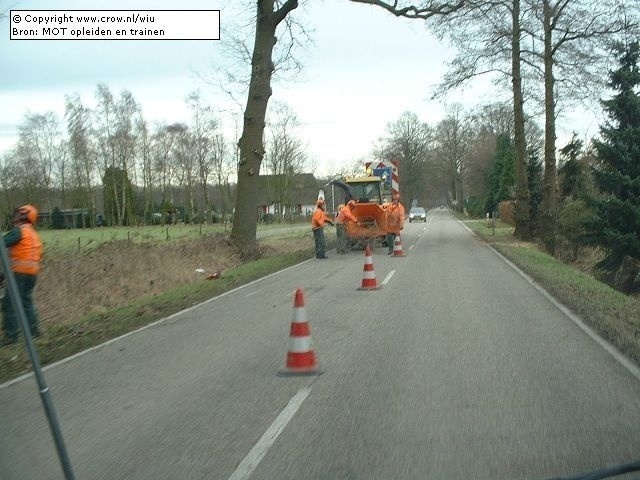 © Copyright www.crow.nl/wiu
Bron: MOT opleiden en trainen